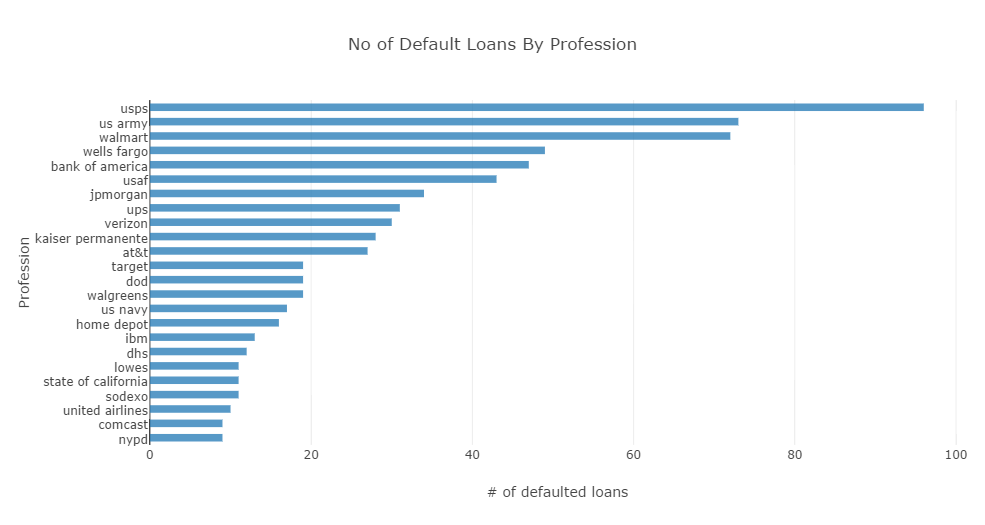 No of Default Loans By Profession
Profession
usps
us army
walmart
wells fargo
bank of america
usaf
jpmorgan
ups
verizon
kaiser permanente
at&t
target
dod
walgreens
us navy
home depot
ibm
dhs
lowes
state of california
sodexo
united airlines
comcast
nypd
0 20 40 60 80 100
# of defaulted loans